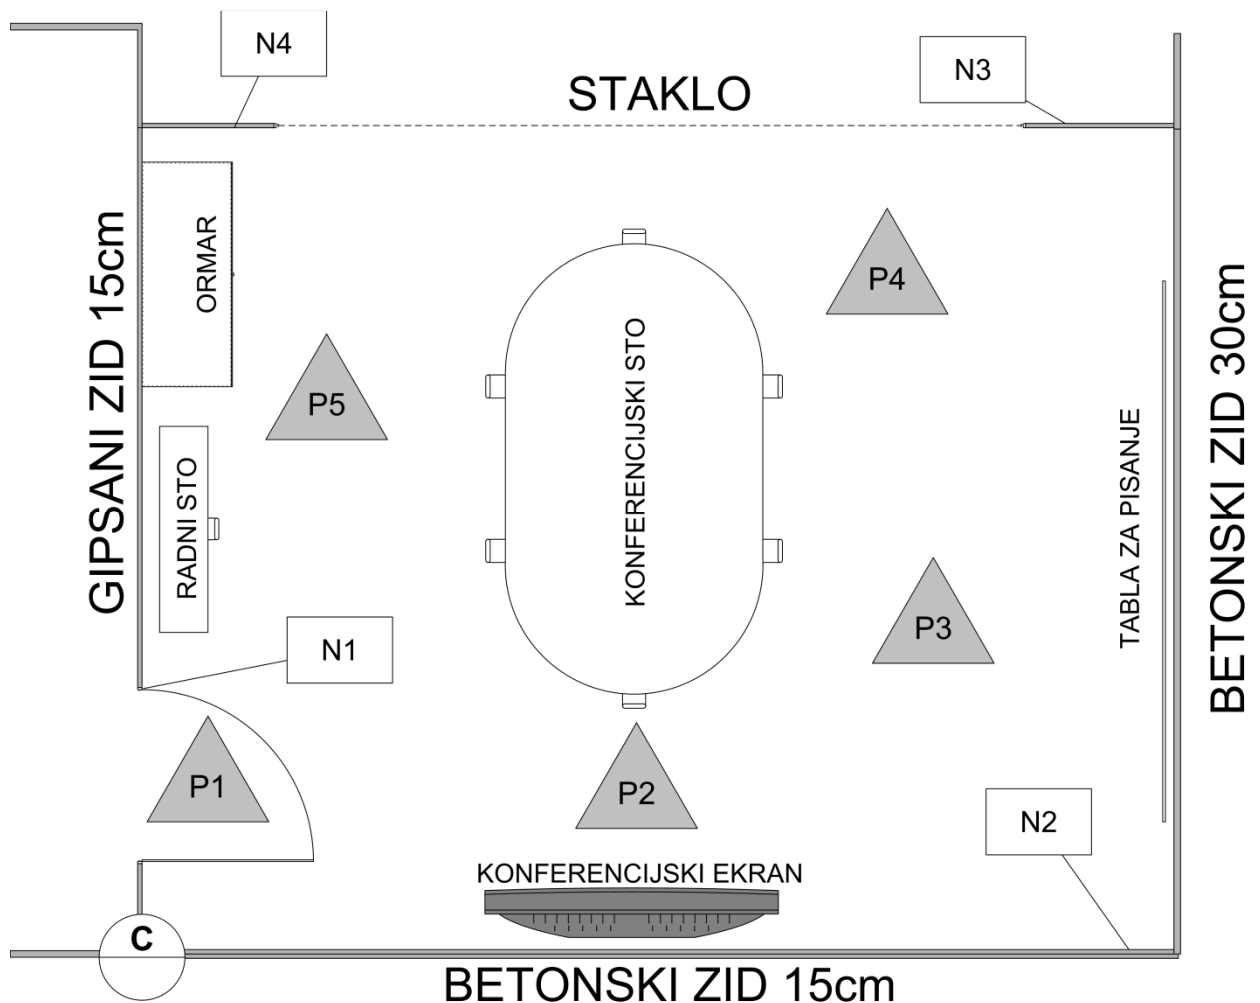 N4
STAKLO
N3
ORMAR
GIPSANI ZID 15cm
P4
P5
KONFERENCIJSKI STO
BETONSKI ZID 30cm
TABLA ZA PISANJE
RADNI STO
P3
N1
P1
P2
N2
KONFERENCIJSKI EKRAN
C
BETONSKI ZID 15cm